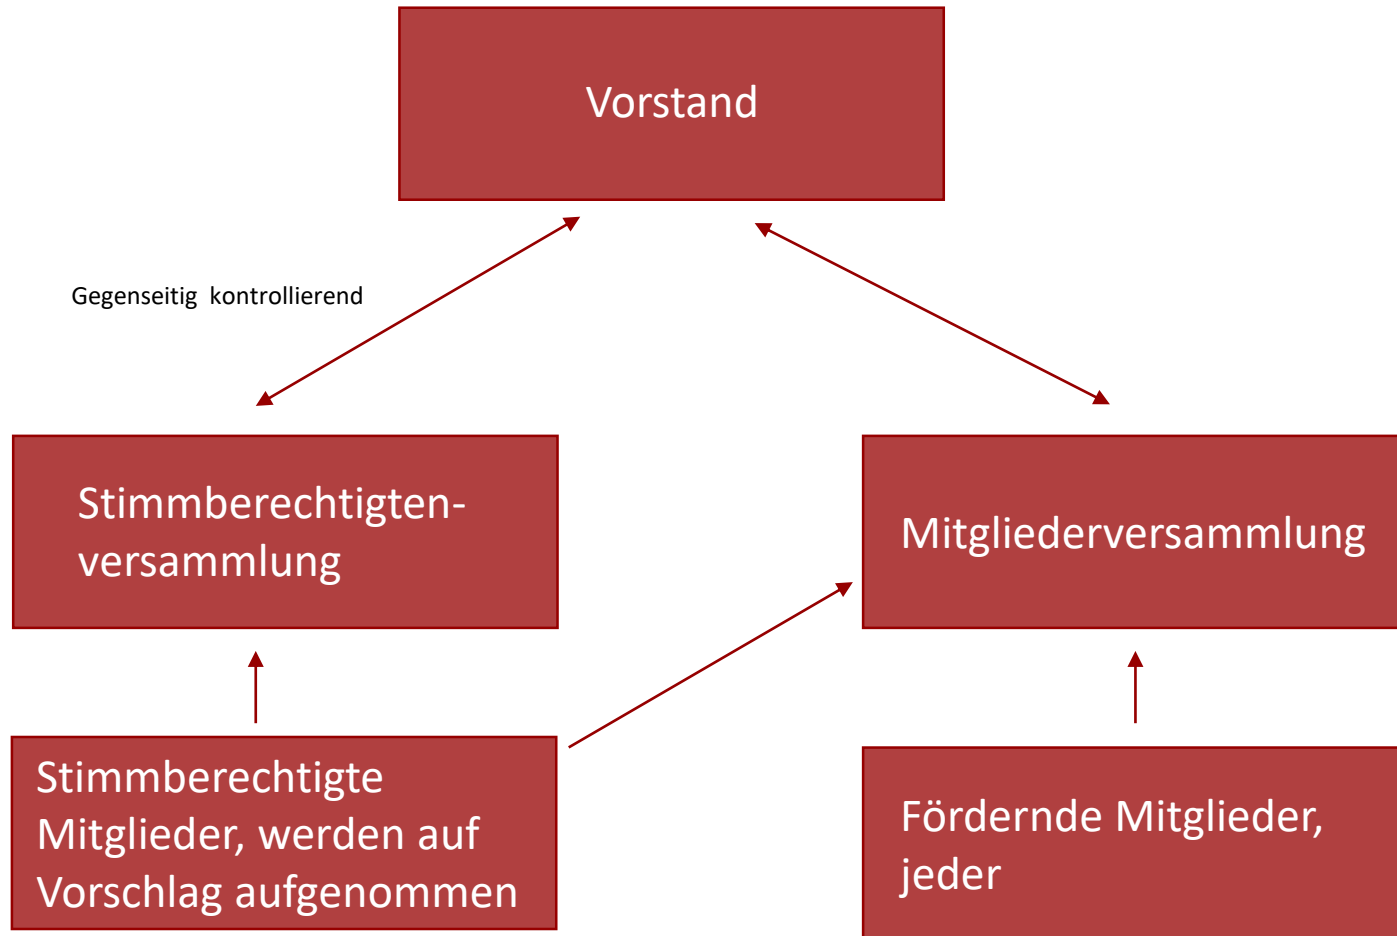 Vorstand
Gegenseitig kontrollierend
Stimmberechtigten-
versammlung
Mitgliederversammlung
Stimmberechtigte
Mitglieder, werden auf
Vorschlag aufgenommen
Fördernde Mitglieder,
jeder